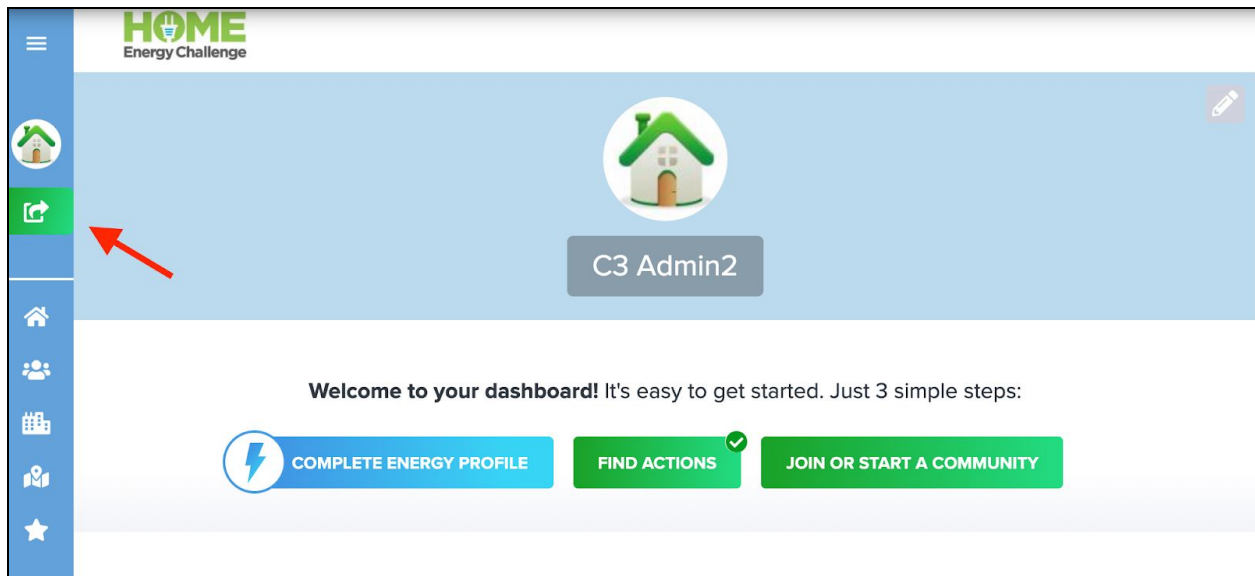 HOME
Energy Challenge
C3 Admin2
Welcome to your dashboard! It's easy to get started. Just 3 simple steps:
COMPLETE ENERGY PROFILE
FIND ACTIONS
JOIN OR START A COMMUNITY